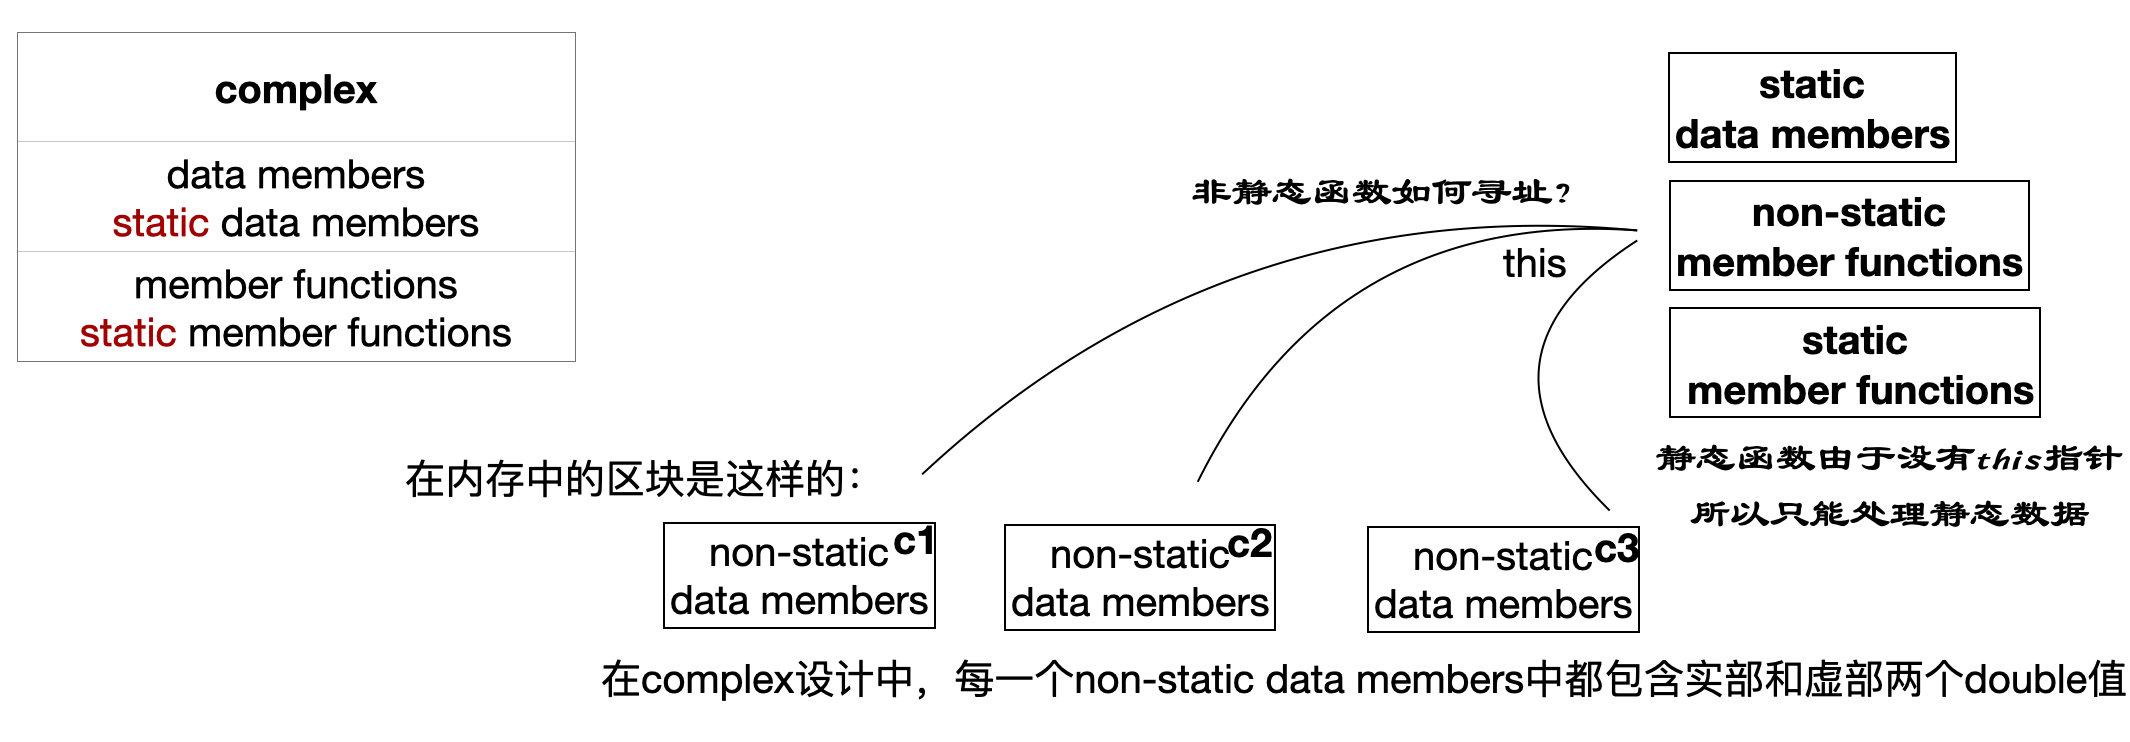 complex
data members
static data members
member functions
static member functions
static
data members
非静态函数如何寻址？
non-static
member functions
this
static
member functions
静态函数由于没有this指针
所以只能处理静态数据
在内存中的区块是这样的：
non-static c1
data members
non-static c2
data members
non-static c3
data members
在complex设计中，每一个non-static data members中都包含实部和虚部两个double值